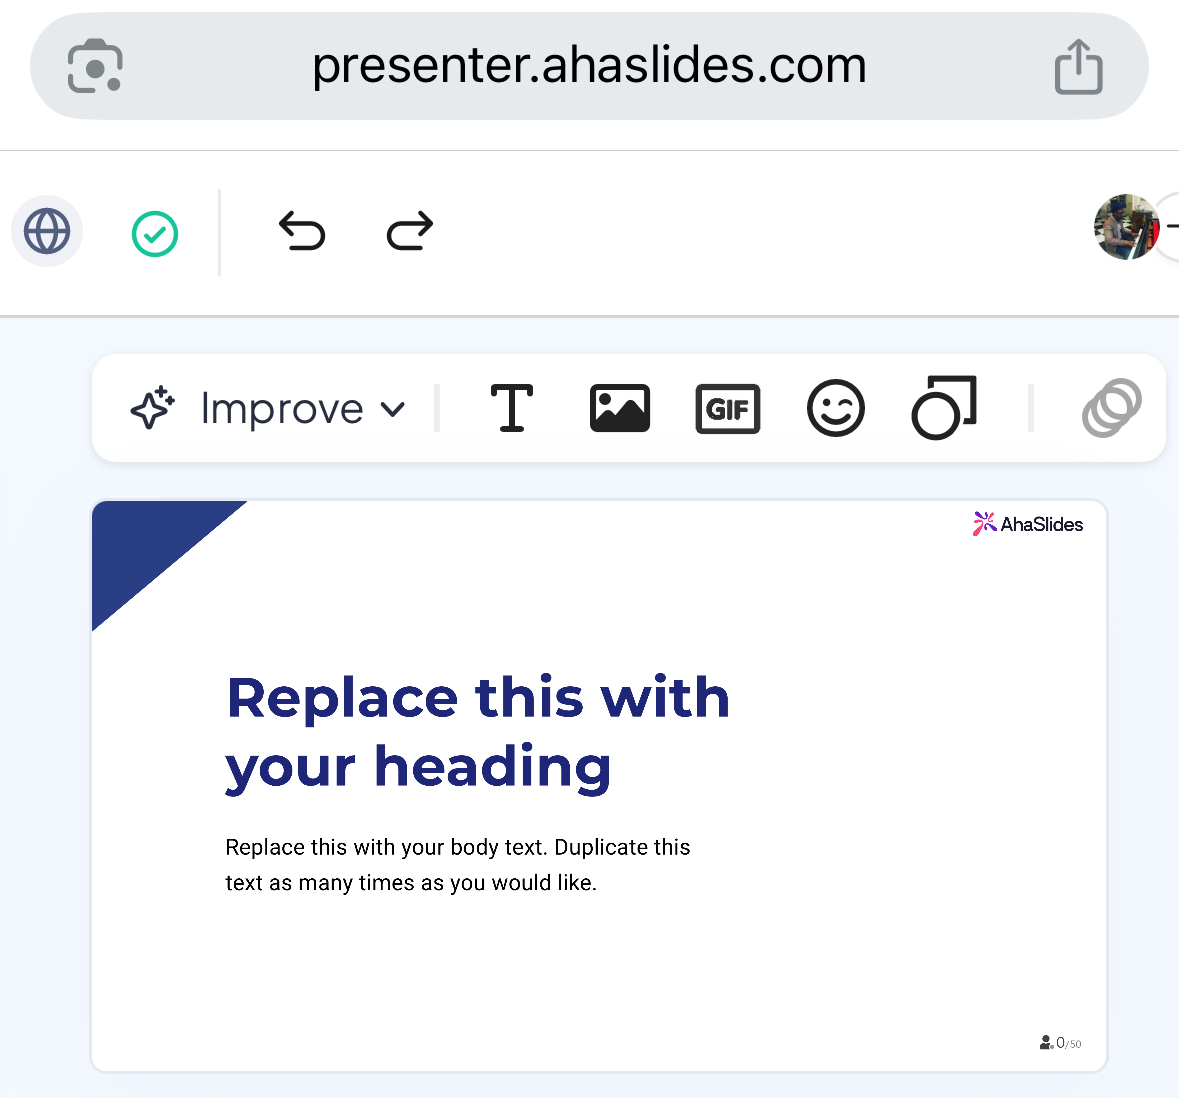 presenter.ahaslides.com
Improve
GIF
AhaSlides
Replace this with
your heading
Replace this with your body text. Duplicate this
text as many times as you would like.
0/50